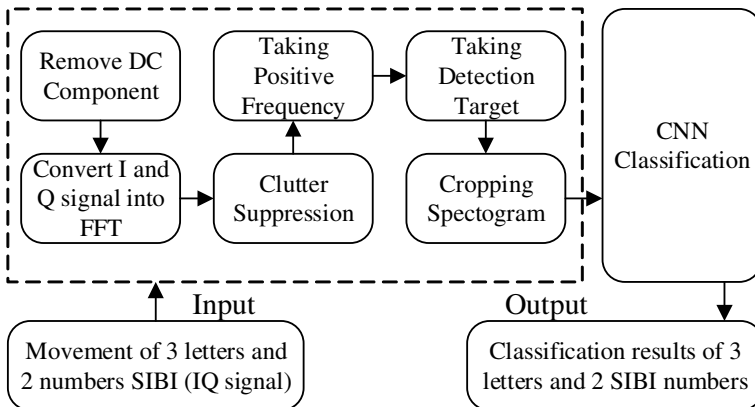 Remove DC
Component
Convert I and
Q signal into
FFT
Clutter
Suppression
Taking
Positive
Frequency
Taking
Detection
Target
Cropping
Spectogram
CNN
Classification
Input
Movement of 3 letters and
2 numbers SIBI (IQ signal)
Output
Classification results of 3
letters and 2 SIBI numbers